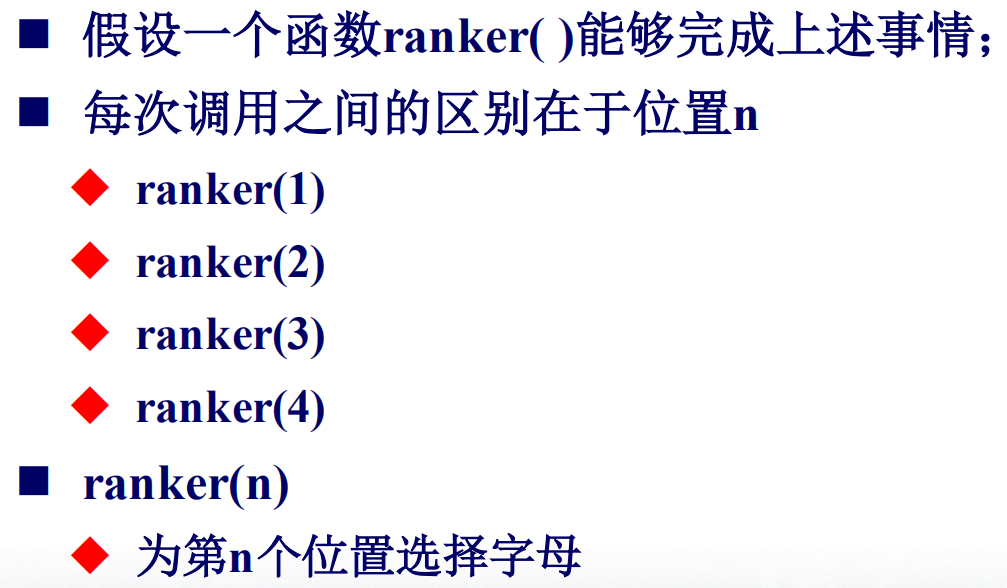 假设一个函数ranker( )能够完成上述事情；
每次调用之间的区别在于位置n
ranker(1)
ranker(2)
ranker(3)
ranker(4)
ranker(n)
为第n个位置选择字母